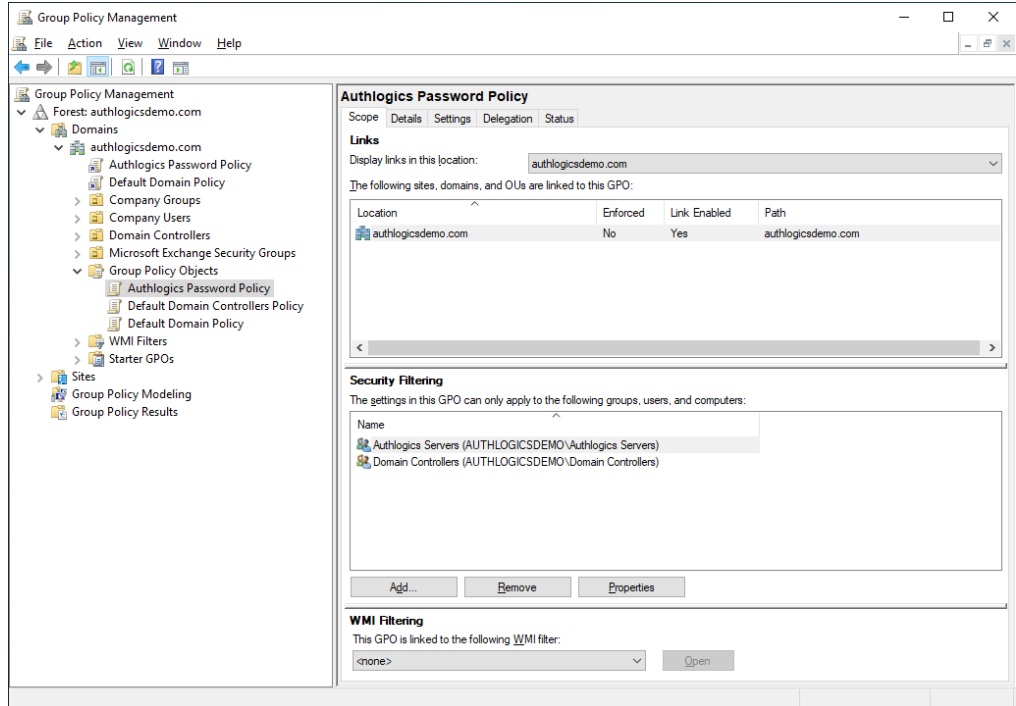 Group Policy Management
File Action View Window Help
Group Policy Management
Forest: authlogicsdemo.com
Domains
authlogicsdemo.com
Authlogics Password Policy
Default Domain Policy
Company Groups
Company Users
Domain Controllers
Microsoft Exchange Security Groups
Group Policy Objects
Authlogics Password Policy
Default Domain Controllers Policy
Default Domain Policy
WMI Filters
Starter GPOs
Sites
Group Policy Modeling
Group Policy Results
Authlogics Password Policy
Scope Details Settings Delegation Status
Links
Display links in this location: authlogicsdemo.com
The following sites, domains, and OUs are linked to this GPO:
Location Enforced Link Enabled Path
authlogicsdemo.com No Yes authlogicsdemo.com
Security Filtering
The settings in this GPO can only apply to the following groups, users, and computers:
Name
Authlogics Servers (AUTHLOGICSDEMO\Authlogics Servers)
Domain Controllers (AUTHLOGICSDEMO\Domain Controllers)
Add... Remove Properties
WMI Filtering
This GPO is linked to the following WMI filter:
<none> Open